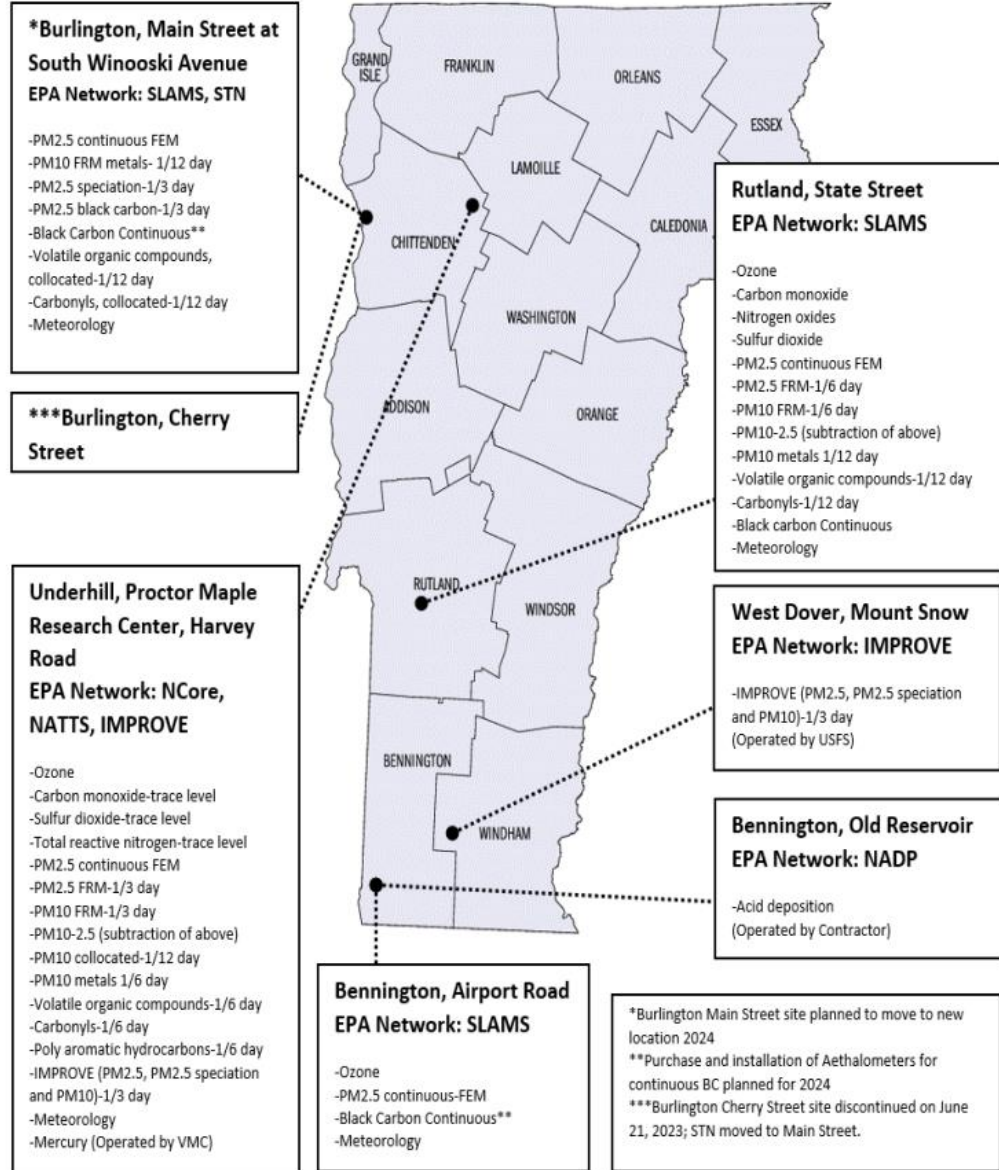 *Burlington, Main Street at
South Winooski Avenue
EPA Network: SLAMS, STN
-PM2.5 continuous FEM
-PM10 FRM metals- 1/12 day
-PM2.5 speciation-1/3 day
-PM2.5 black carbon-1/3 day
-Black Carbon Continuous**
-Volatile organic compounds,
collocated-1/12 day
-Carbonyls, collocated-1/12 day
-Meteorology
***Burlington, Cherry
Street
Underhill, Proctor Maple
Research Center, Harvey
Road
EPA Network: NCore,
NATTS, IMPROVE
-Ozone
-Carbon monoxide-trace level
-Sulfur dioxide-trace level
-Total reactive nitrogen-trace level
-PM2.5 continuous FEM
-PM2.5 FRM-1/3 day
-PM10 FRM-1/3 day
-PM10-2.5 (subtraction of above)
-PM10 collocated-1/12 day
-PM10 metals 1/6 day
-Volatile organic compounds-1/6 day
-Carbonyls-1/6 day
-Poly aromatic hydrocarbons-1/6 day
-IMPROVE (PM2.5, PM2.5 speciation
and PM10)-1/3 day
-Meteorology
-Mercury (Operated by VMC)
GRAND
ISLE
FRANKLIN
ORLEANS
ESSEX
LAMOILLE
CALEDONIA
CHITTENDEN
WASHINGTON
ADDISON
ORANGE
RUTLAND
WINDSOR
BENNINGTON
WINDHAM
Rutland, State Street
EPA Network: SLAMS
-Ozone
-Carbon monoxide
-Nitrogen oxides
-Sulfur dioxide
-PM2.5 continuous FEM
-PM2.5 FRM-1/6 day
-PM10 FRM-1/6 day
-PM10-2.5 (subtraction of above)
-PM10 metals 1/12 day
-Volatile organic compounds-1/12 day
-Carbonyls-1/12 day
-Black carbon Continuous
-Meteorology
West Dover, Mount Snow
EPA Network: IMPROVE
-IMPROVE (PM2.5, PM2.5 speciation
and PM10)-1/3 day
(Operated by USFS)
Bennington, Old Reservoir
EPA Network: NADP
-Acid deposition
(Operated by Contractor)
Bennington, Airport Road
EPA Network: SLAMS
-Ozone
-PM2.5 continuous-FEM
-Black Carbon Continuous**
-Meteorology
*Burlington Main Street site planned to move to new
location 2024
**Purchase and installation of Aethalometers for
continuous BC planned for 2024
***Burlington Cherry Street site discontinued on June
21, 2023; STN moved to Main Street.